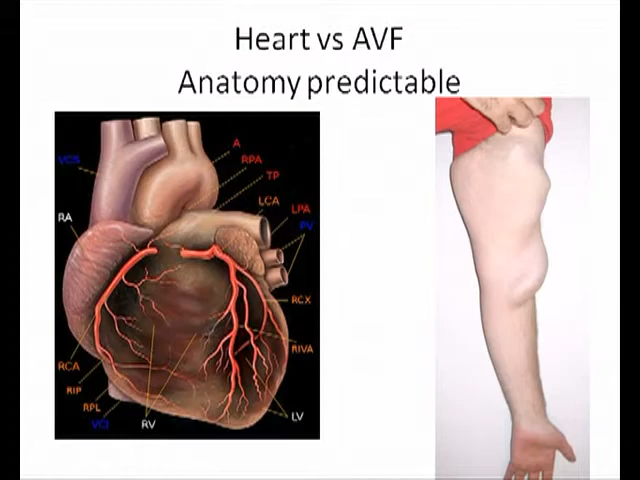 Heart vs AVF
Anatomy predictable
A
VCS
RPA
TP
LCA
RA
LPA
PV
RCX
RIVA
RCA
RIP
RPL
LV
VCI
RV